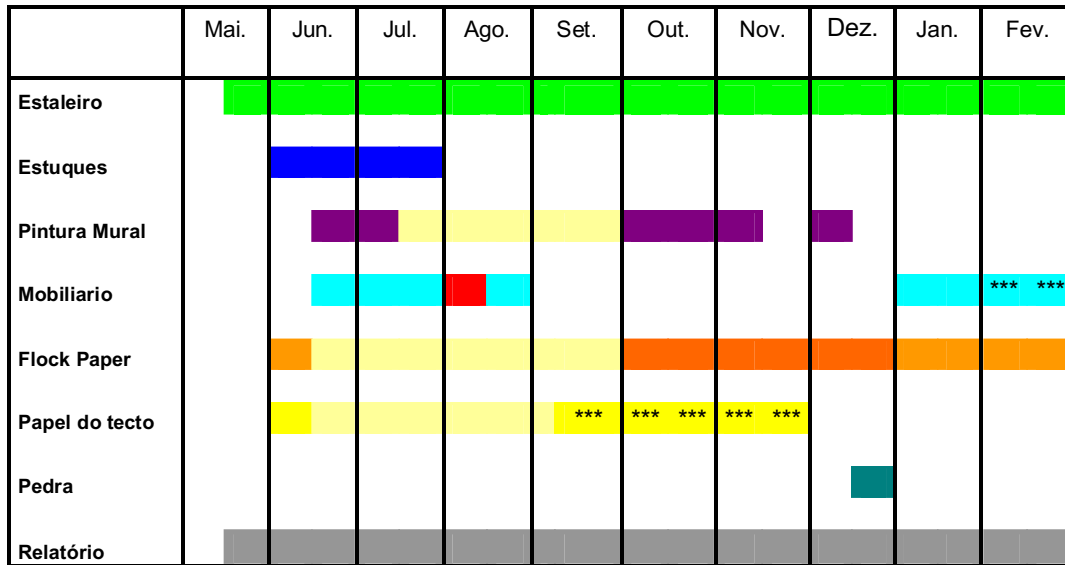 Mai. Jun. Jul. Ago. Set. Out. Nov. Dez. Jan. Fev.
Estaleiro
Estuques
Pintura Mural
Mobiliario *** ***
Flock Paper
Papel do tecto *** *** *** *** ***
Pedra
Relatório